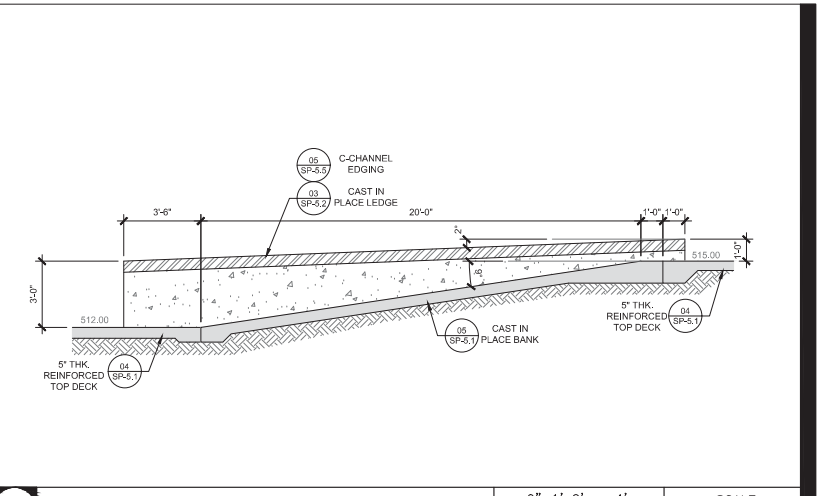 05
SP-5.5
C-CHANNEL
EDGING
03
SP-5.2
CAST IN
PLACE LEDGE
3'-6"
20'-0"
1'-0"
1'-0"
2"
1'-0"
515.00
3'-0"
512.00
5" THK.
REINFORCED
TOP DECK
04
SP-5.1
05
SP-5.1
CAST IN
PLACE BANK
5" THK.
REINFORCED
TOP DECK
04
SP-5.1